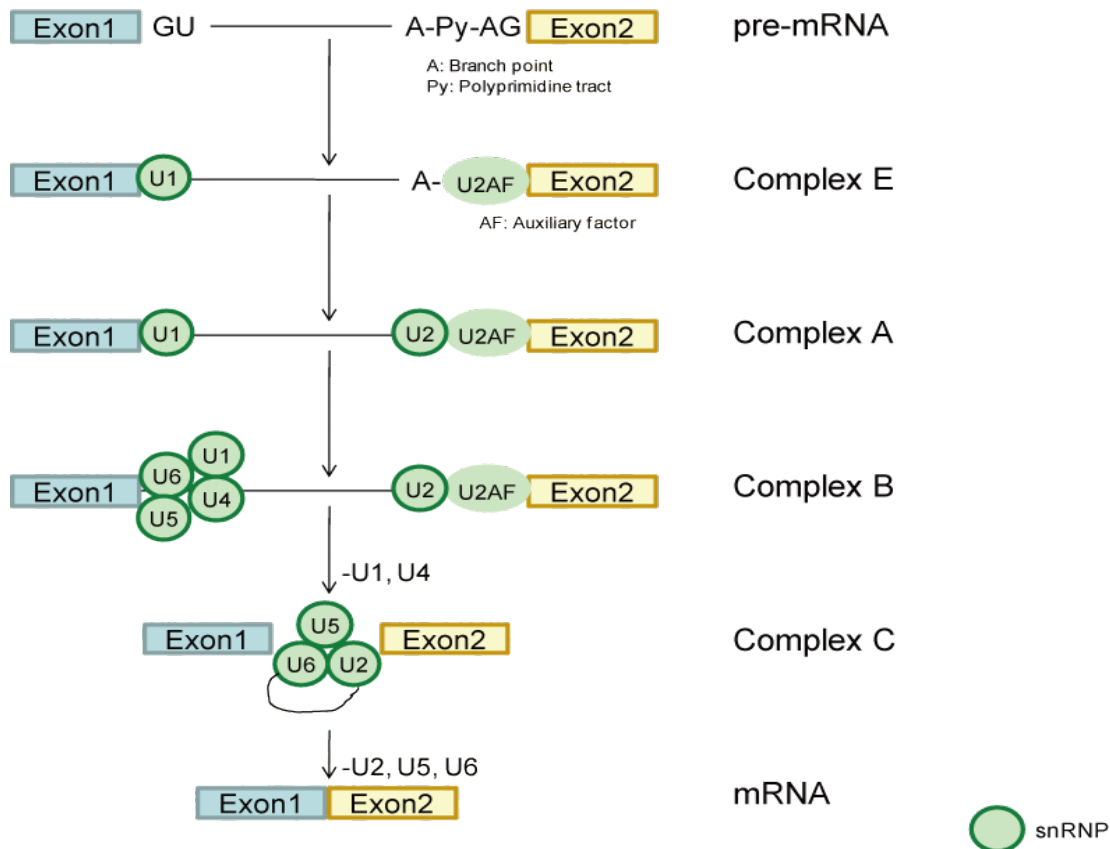 Exon1 GU A-Py-AG Exon2 pre-mRNA
A: Branch point
Py: Polyprimidine tract
Exon1 U1 A- U2AF Exon2 Complex E
AF: Auxiliary factor
Exon1 U1 U2 U2AF Exon2 Complex A
U1
U6
Exon1 U4 U2 U2AF Exon2 Complex B
U5
-U1, U4
U5
Exon1 Exon2 Complex C
U6 U2
-U2, U5, U6
Exon1 Exon2 mRNA
snRNP